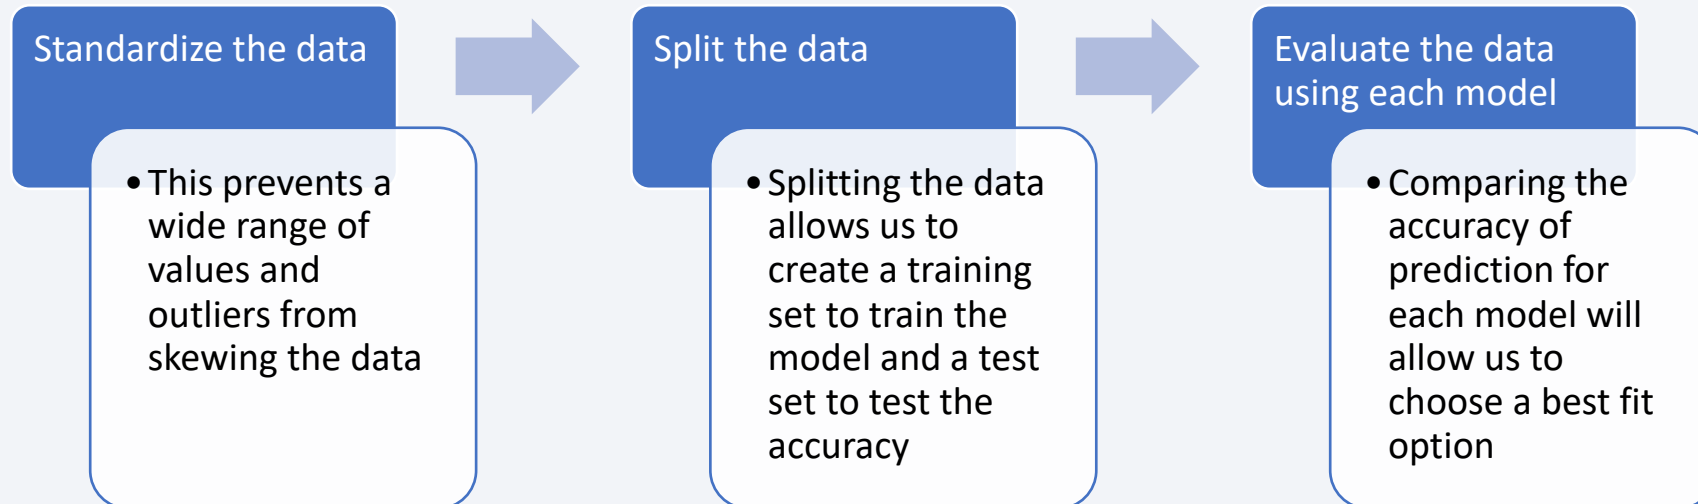 Standardize the data
• This prevents a
wide range of
values and
outliers from
skewing the data
Split the data
• Splitting the data
allows us to
create a training
set to train the
model and a test
set to test the
accuracy
Evaluate the data
using each model
• Comparing the
accuracy of
prediction for
each model will
allow us to
choose a best fit
option